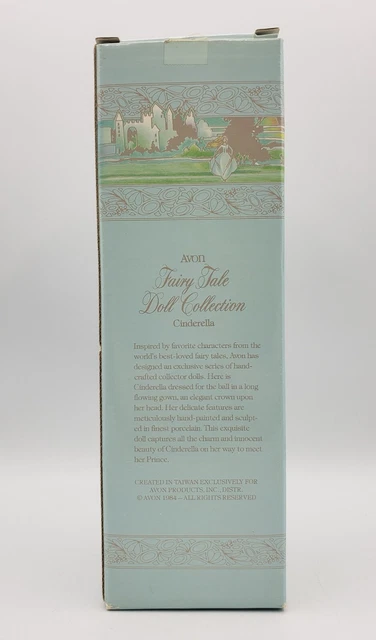 AVON
Fairy Tale
Doll Collection
Cinderella
Inspired by favorite characters from the
world's best-loved fairy tales, Avon has
designed an exclusive series of hand-
crafted collector dolls. Here is
Cinderella dressed for the ball in a long
flowing gown, an elegant crown upon
her head. Her delicate features are
meticulously hand-painted and sculpt-
ed in finest porcelain. This exquisite
doll captures all the charm and innocent
beauty of Cinderella on her way to meet
her Prince.
CREATED IN TAIWAN EXCLUSIVELY FOR
AVON PRODUCTS, INC., DISTR.
© AVON 1984—ALL RIGHTS RESERVED